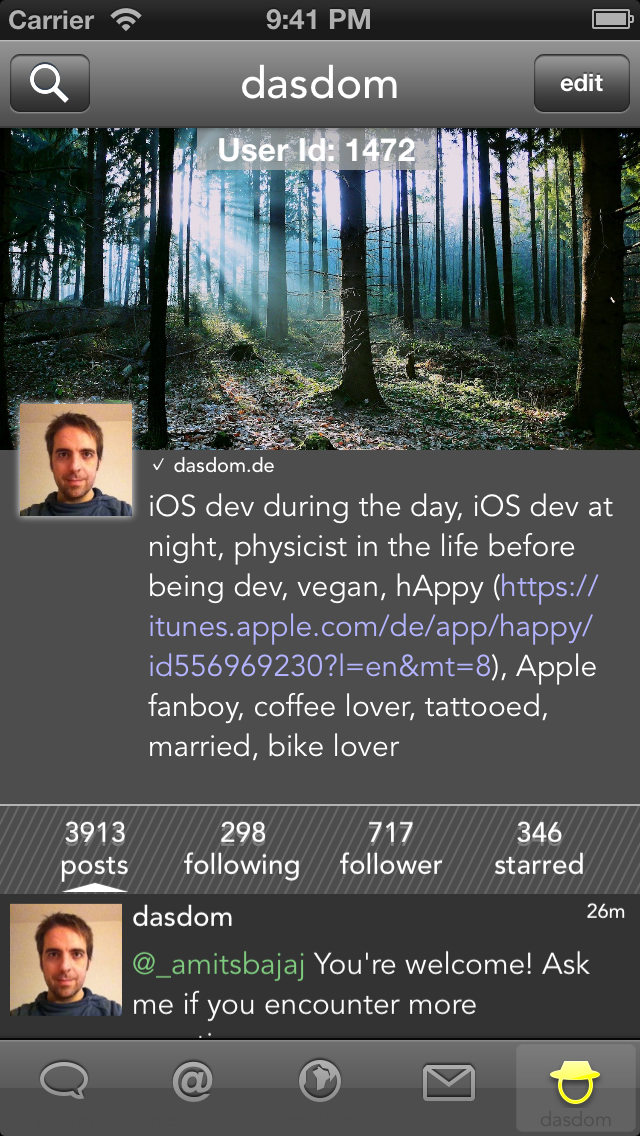 Carrier 9:41 PM
dasdom
edit
User Id: 1472
✓ dasdom.de
iOS dev during the day, iOS dev at
night, physicist in the life before
being dev, vegan, hAppy (https://
itunes.apple.com/de/app/happy/
id556969230?l=en&mt=8), Apple
fanboy, coffee lover, tattooed,
married, bike lover
3913 298 717 346
posts following follower starred
dasdom 26m
@_amitsbajaj You're welcome! Ask
me if you encounter more
@
dasdom